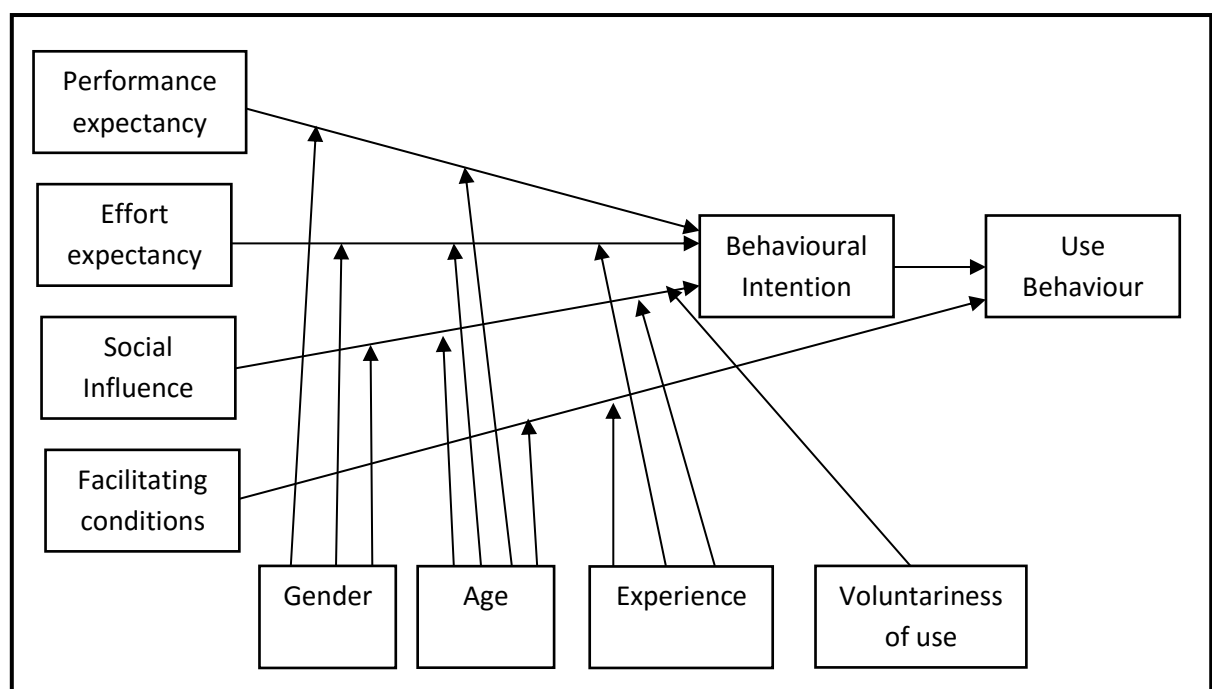 Performance
expectancy
Effort
expectancy
Social
Influence
Facilitating
conditions
Behavioural
Intention
Use
Behaviour
Gender
Age
Experience
Voluntariness
of use